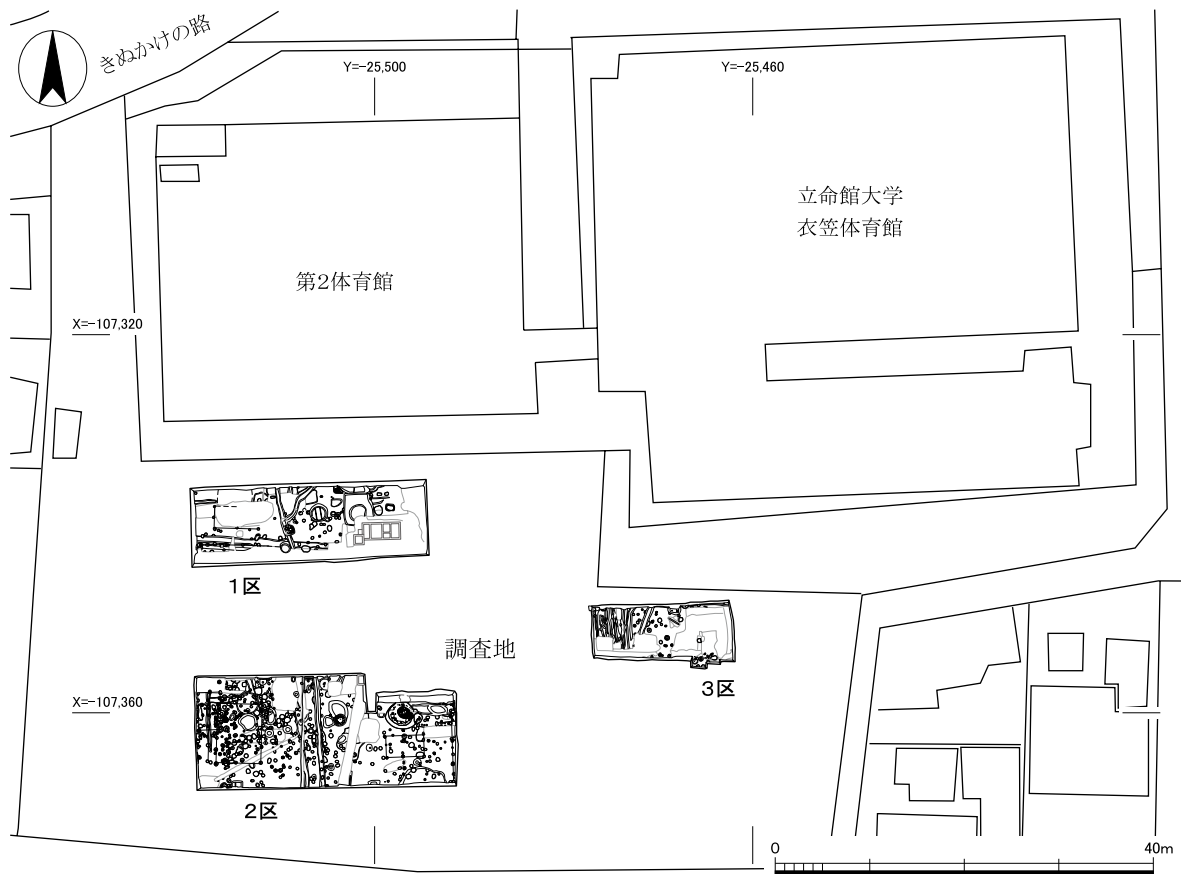 きぬかけの路
Y=-25,500
Y=-25,460
立命館大学
衣笠体育館
第2体育館
X=-107,320
1区
調査地
3区
X=-107,360
2区
0
40m